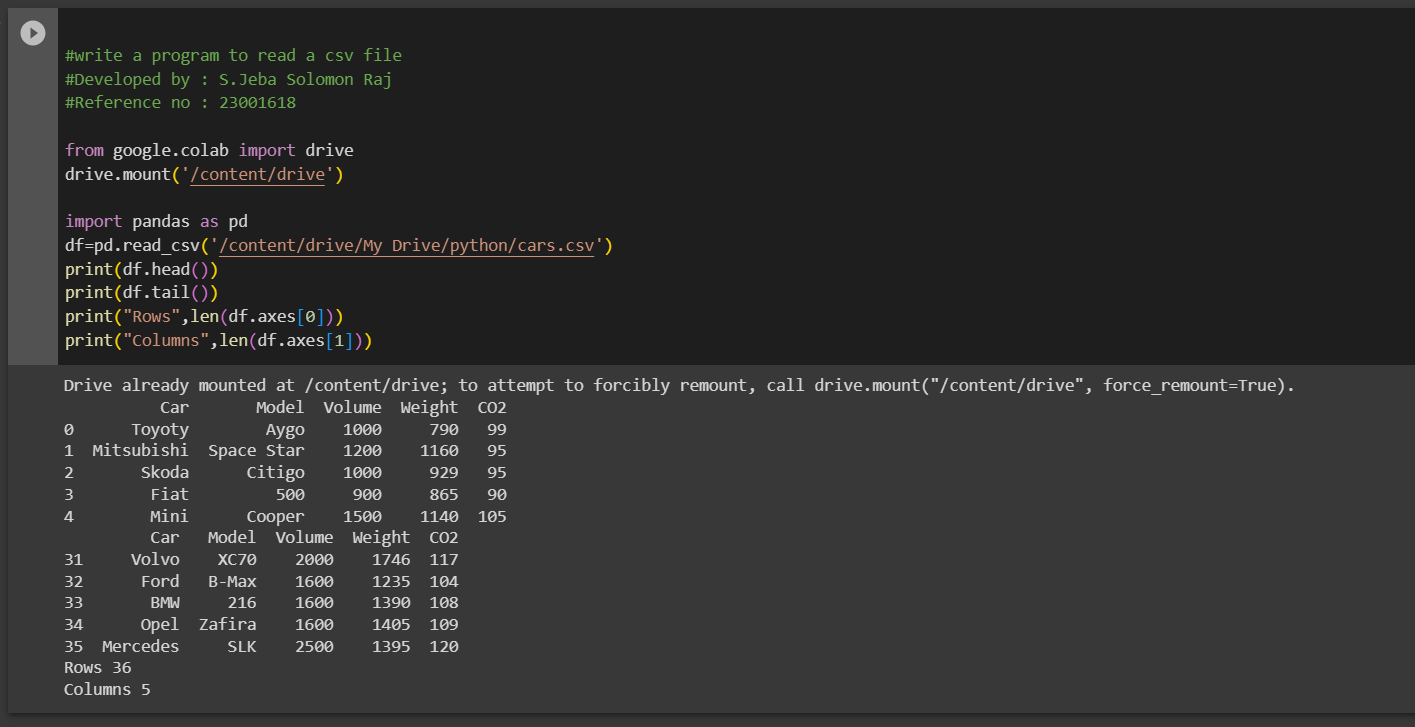 #write a program to read a csv file
#Developed by : S.Jeba Solomon Raj
#Reference no : 23001618
from google.colab import drive
drive.mount('/content/drive')
import pandas as pd
df=pd.read_csv('/content/drive/My Drive/python/cars.csv')
print(df.head())
print(df.tail())
print("Rows",len(df.axes[0]))
print("Columns",len(df.axes[1]))
Drive already mounted at /content/drive; to attempt to forcibly remount, call drive.mount("/content/drive", force_remount=True).
          Car       Model  Volume  Weight  CO2
0      Toyoty        Aygo    1000     790   99
1  Mitsubishi  Space Star    1200    1160   95
2       Skoda      Citigo    1000     929   95
3        Fiat         500     900     865   90
4        Mini      Cooper    1500    1140  105
         Car   Model  Volume  Weight  CO2
31     Volvo    XC70    2000    1746  117
32      Ford   B-Max    1600    1235  104
33       BMW     216    1600    1390  108
34      Opel  Zafira    1600    1405  109
35  Mercedes     SLK    2500    1395  120
Rows 36
Columns 5